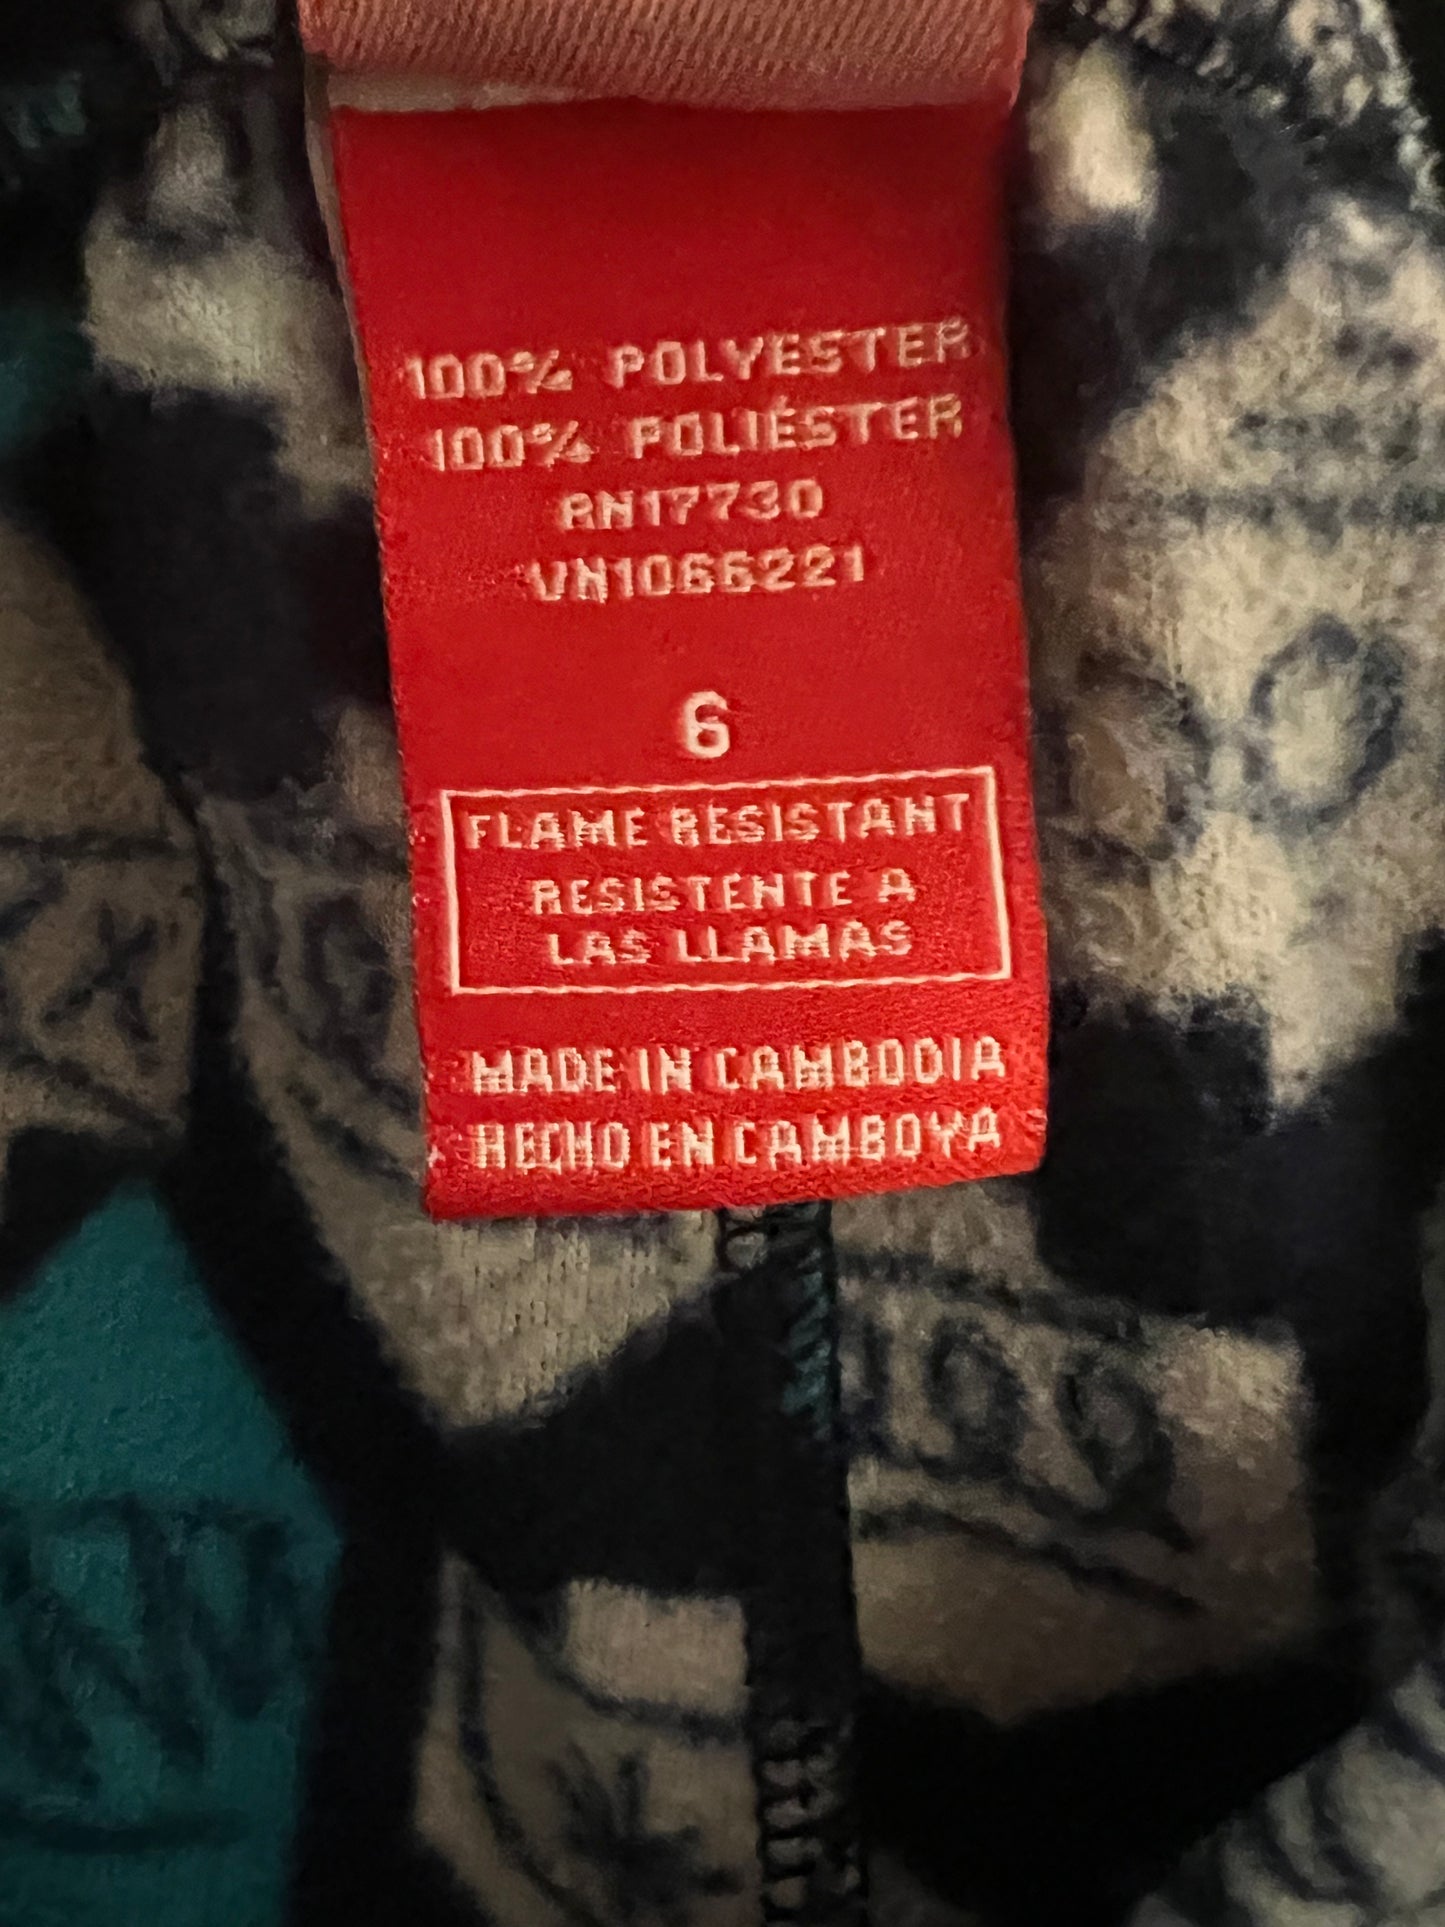 100% POLYESTER
100% POLIÉSTER
RN17730
VN1066221
6
FLAME RESISTANT
RESISTENTE A
LAS LLAMAS
MADE IN CAMBODIA
HECHO EN CAMBOYA